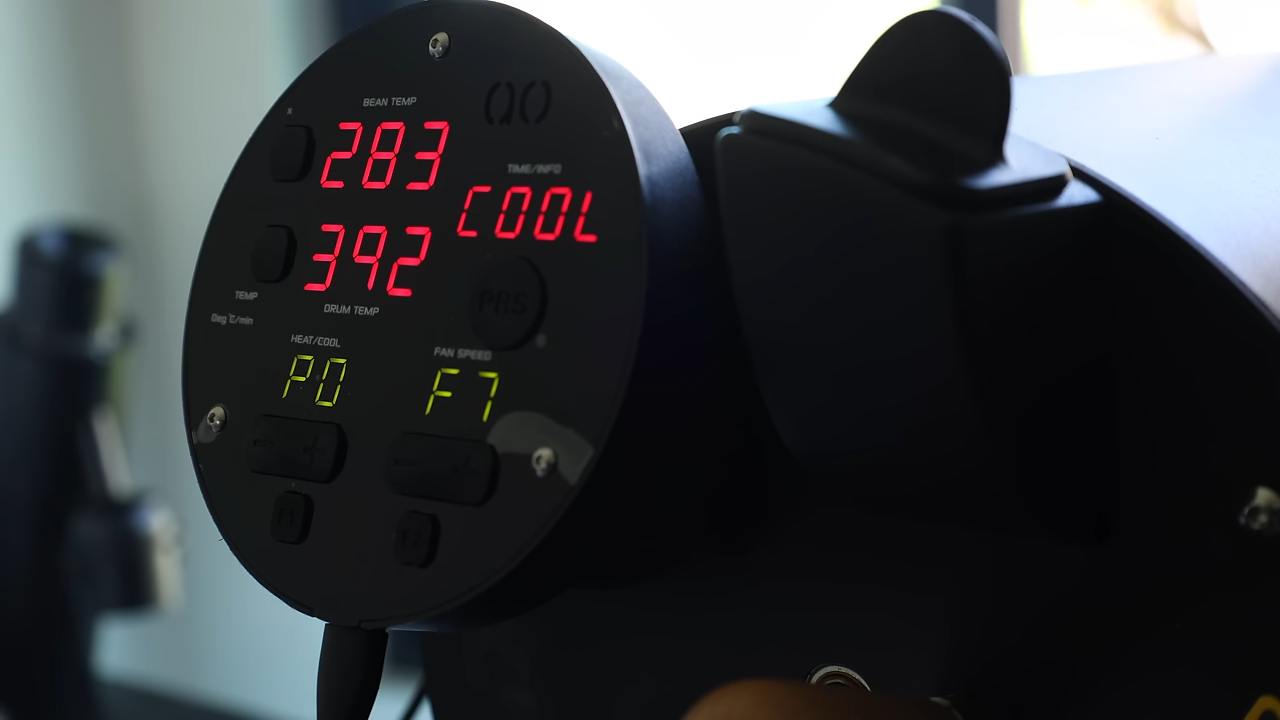 BEAN TEMP
283
TIME/INFO
COOL
392
PRS
TEMP
DRUM TEMP
Deg °C/min
HEAT/COOL
FAN SPEED
P0
F7